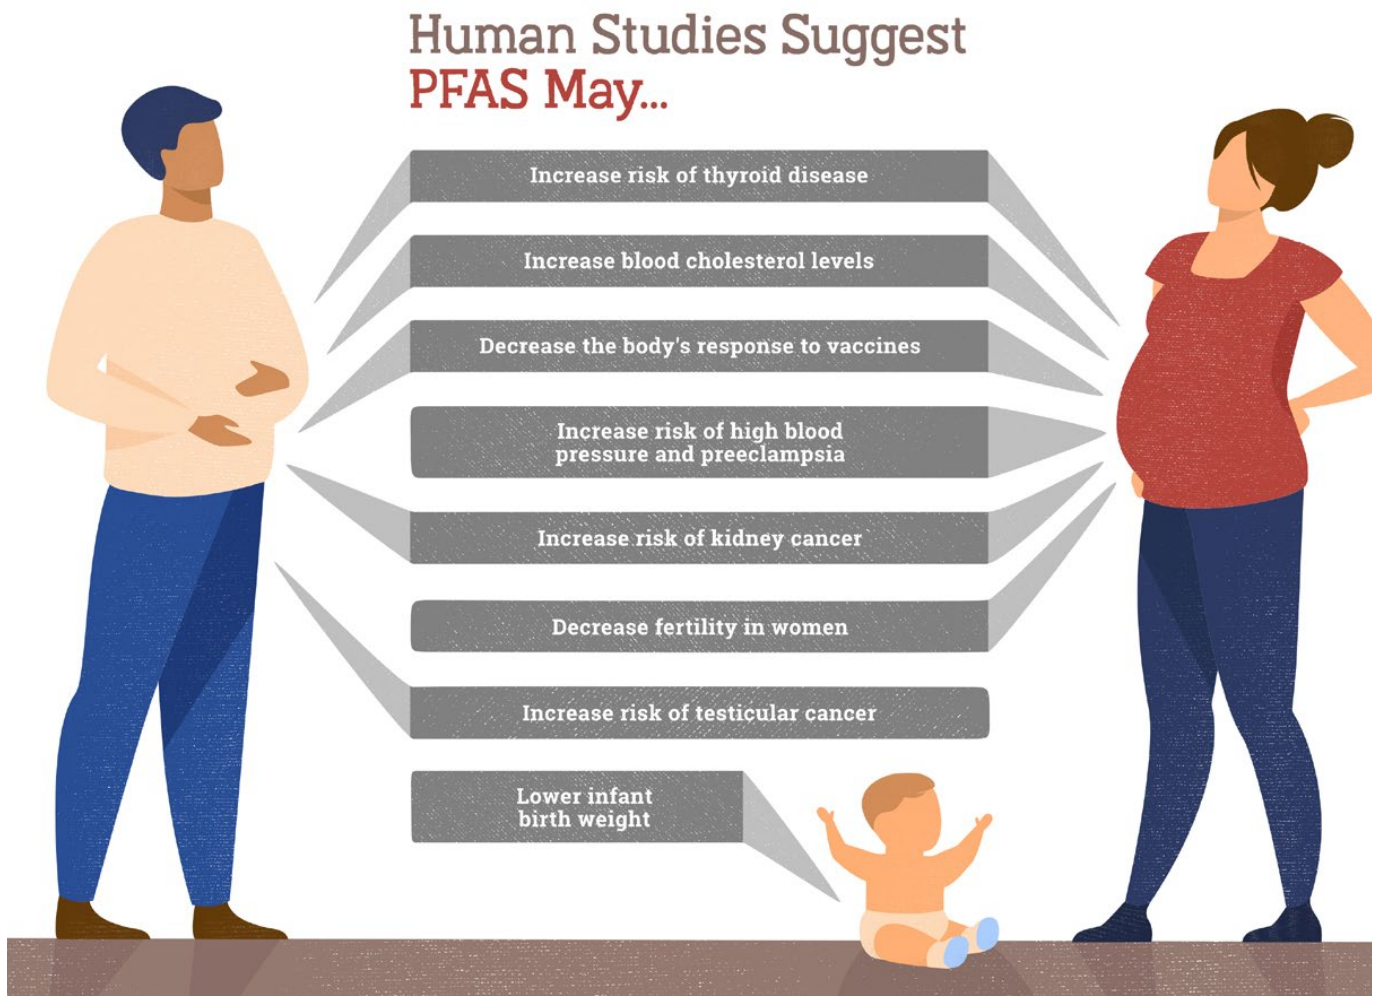 Human Studies Suggest
PFAS May...
Increase risk of thyroid disease
Increase blood cholesterol levels
Decrease the body's response to vaccines
Increase risk of high blood
pressure and preeclampsia
Increase risk of kidney cancer
Decrease fertility in women
Increase risk of testicular cancer
Lower infant
birth weight